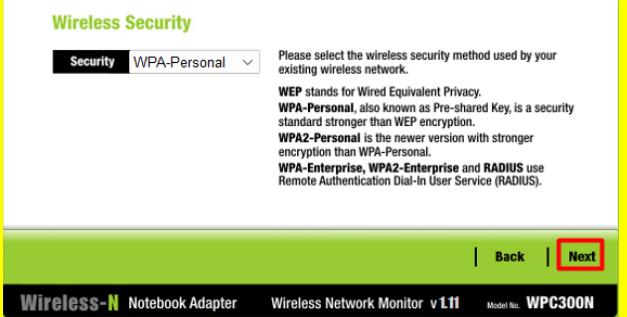 Wireless Security
Security WPA-Personal
Please select the wireless security method used by your
existing wireless network.
WEP stands for Wired Equivalent Privacy.
WPA-Personal, also known as Pre-shared Key, is a security
standard stronger than WEP encryption.
WPA2-Personal is the newer version with stronger
encryption than WPA-Personal.
WPA-Enterprise, WPA2-Enterprise and RADIUS use
Remote Authentication Dial-In User Service (RADIUS).
Back Next
Wireless-N Notebook Adapter Wireless Network Monitor v 1.11 Model No. WPC300N